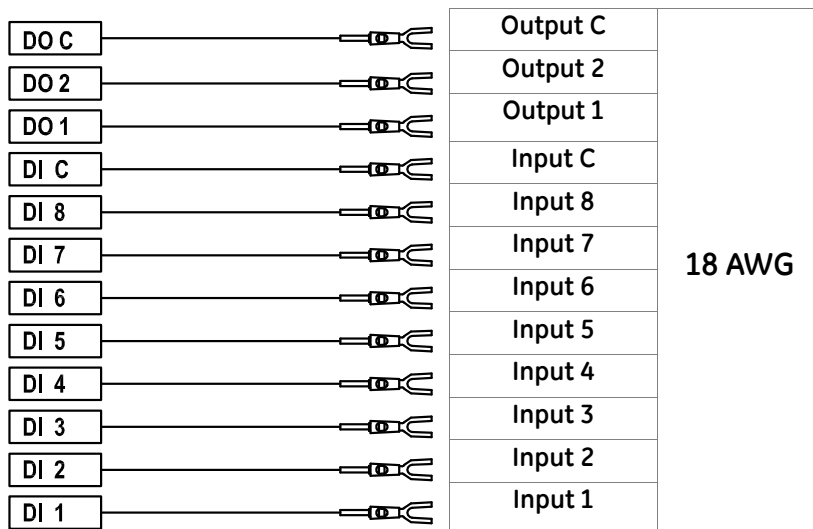 DO C Output C
DO 2 Output 2
DO 1 Output 1
DI C Input C
DI 8 Input 8
DI 7 Input 7
18 AWG
DI 6 Input 6
DI 5 Input 5
DI 4 Input 4
DI 3 Input 3
DI 2 Input 2
DI 1 Input 1